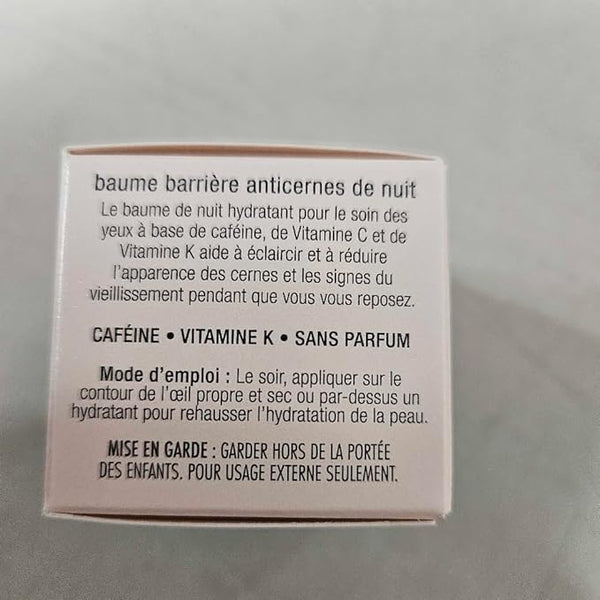 baume barrière anticernes de nuit
Le baume de nuit hydratant pour le soin des
yeux à base de caféine, de Vitamine C et de
Vitamine K aide à éclaircir et à réduire
l'apparence des cernes et les signes du
vieillissement pendant que vous vous reposez.
CAFÉINE • VITAMINE K • SANS PARFUM
Mode d'emploi : Le soir, appliquer sur le
contour de l'œil propre et sec ou par-dessus un
hydratant pour rehausser l'hydratation de la peau.
MISE EN GARDE : GARDER HORS DE LA PORTÉE
DES ENFANTS. POUR USAGE EXTERNE SEULEMENT.